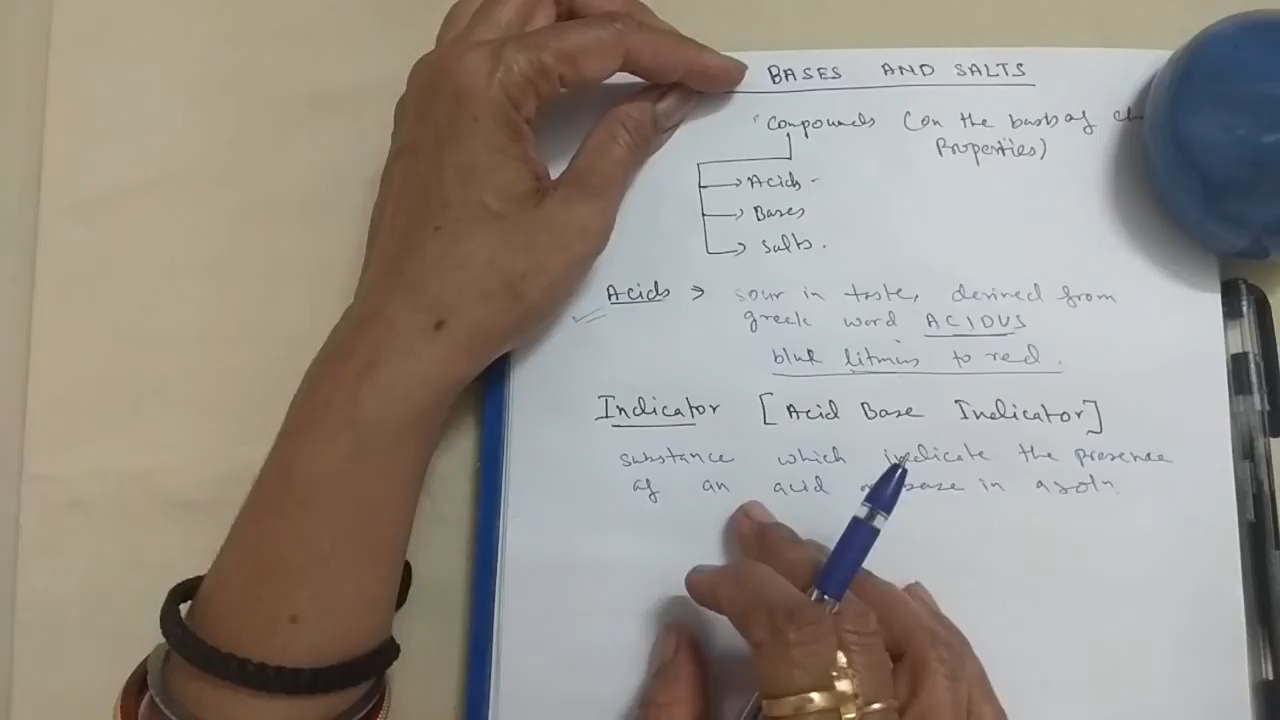 BASES AND SALTS
"Compounds (on the basis of
Properties)
Acids -
Bases
Salts.
Acids > sour in taste, derived from
greek word ACIDUS
blue litmus to red.
Indicator [Acid Base Indicator]
substance which indicate the presence
of an acid or base in a soln.